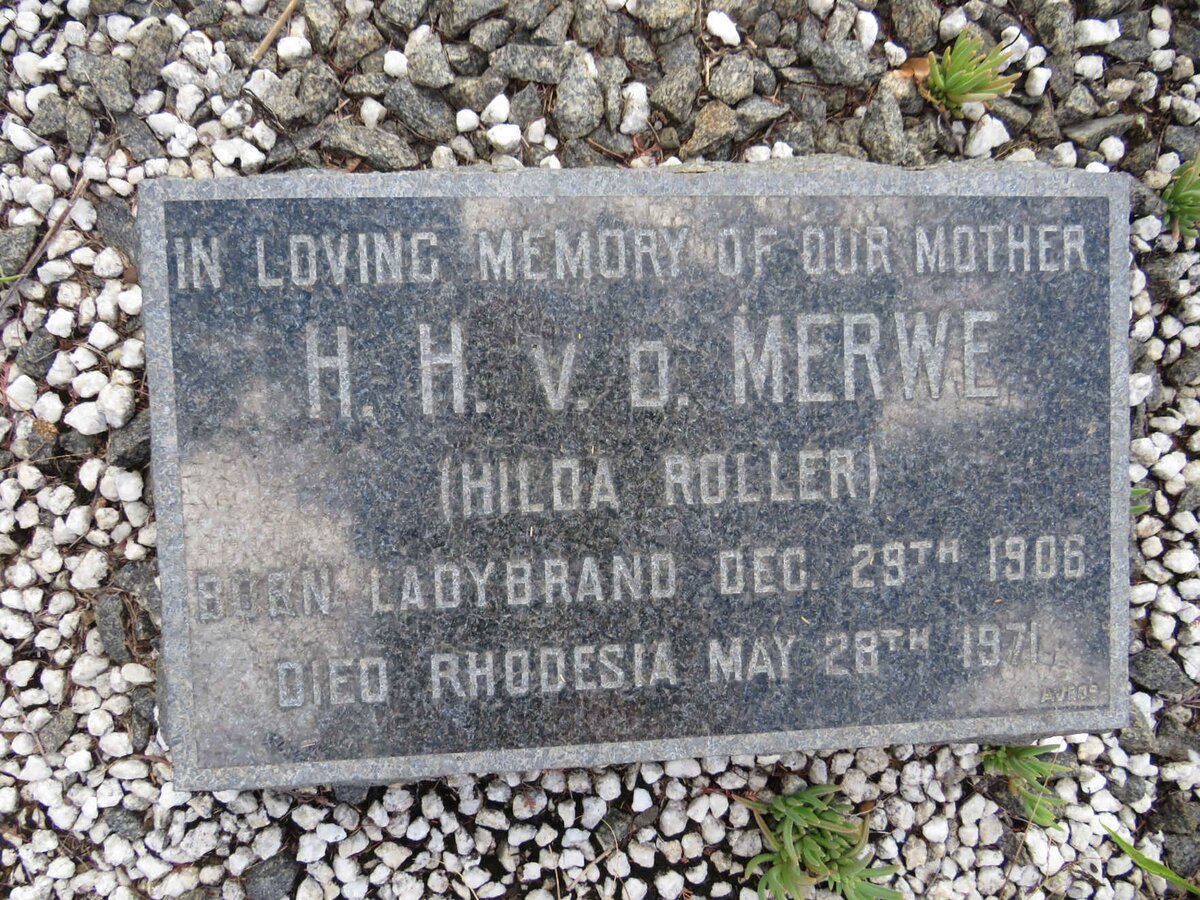 IN LOVING MEMORY OF OUR MOTHER
H. H. V. D. MERWE
(HILDA ROLLER)
BORN LADYBRAND DEC. 29TH 1906
DIED RHODESIA MAY 28TH 1971